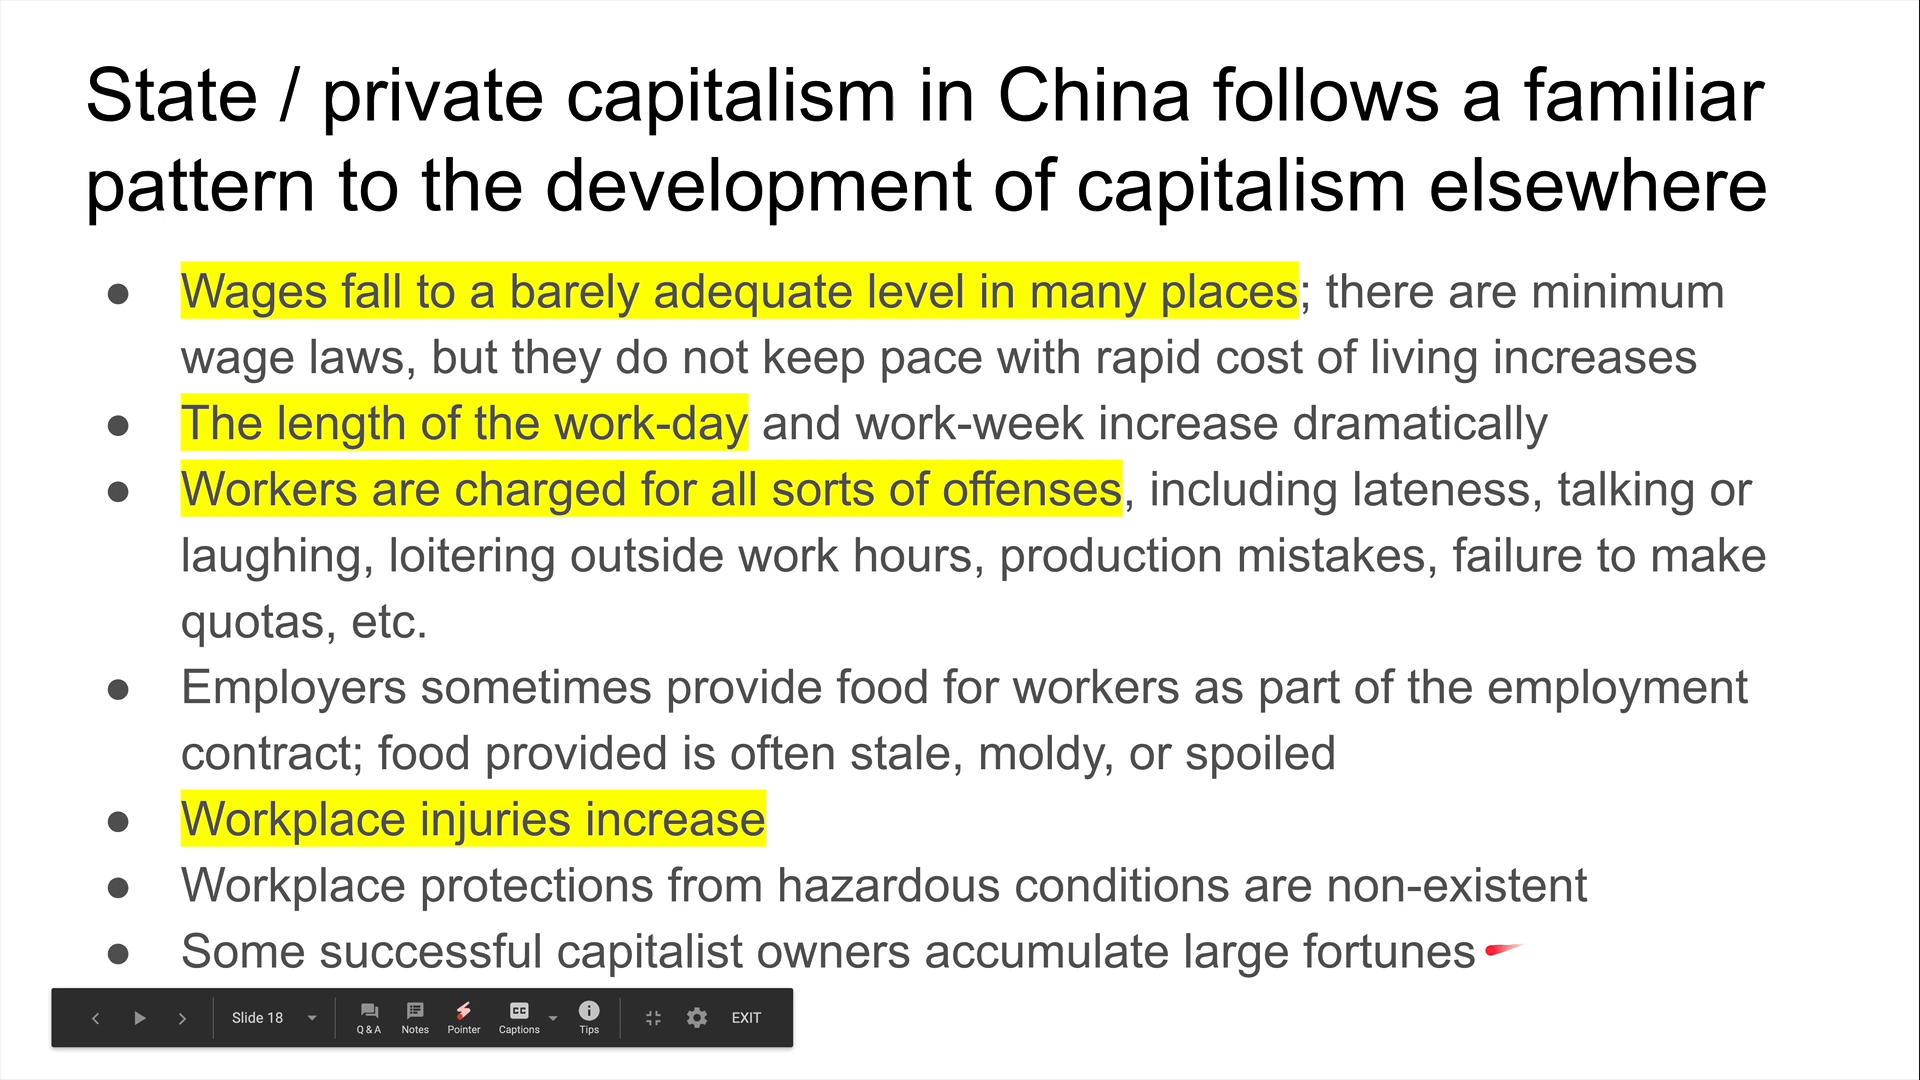 State / private capitalism in China follows a familiar
pattern to the development of capitalism elsewhere
● Wages fall to a barely adequate level in many places; there are minimum
wage laws, but they do not keep pace with rapid cost of living increases
● The length of the work-day and work-week increase dramatically
● Workers are charged for all sorts of offenses, including lateness, talking or
laughing, loitering outside work hours, production mistakes, failure to make
quotas, etc.
● Employers sometimes provide food for workers as part of the employment
contract; food provided is often stale, moldy, or spoiled
● Workplace injuries increase
● Workplace protections from hazardous conditions are non-existent
● Some successful capitalist owners accumulate large fortunes
Slide 18 Q & A Notes Pointer CC Captions Tips EXIT